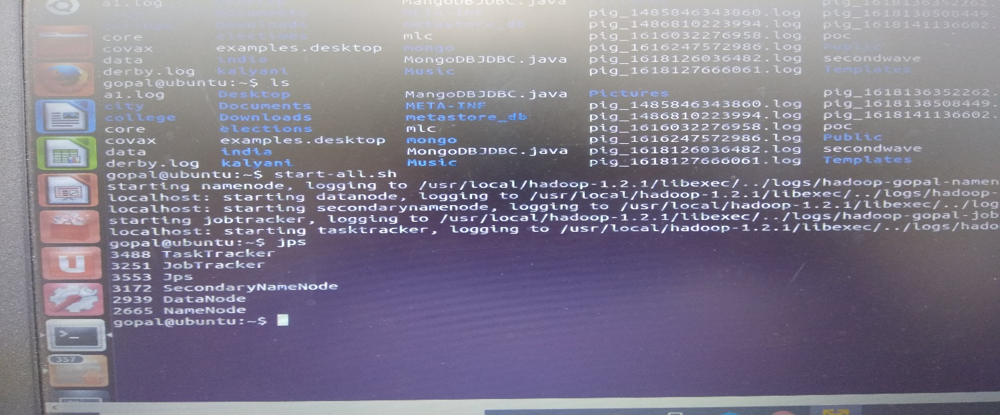 a1.log MangoDBJDBC.java pig_1618136352262.
Documents META-INF pig_1485846343860.log pig_1618138508449.
Downloads metastore_db pig_1486810223994.log pig_1618141136602.
core elections mlc pig_1616032276958.log poc
covax examples.desktop mongo pig_1616247572986.log Public
data india MongoDBJDBC.java pig_1618126036482.log secondwave
derby.log kalyani Music pig_1618127666061.log Templates
gopal@ubuntu:~$ ls
a1.log Desktop MangoDBJDBC.java Pictures pig_1618136352262.
city Documents META-INF pig_1485846343860.log pig_1618138508449.
college Downloads metastore_db pig_1486810223994.log pig_1618141136602.
core elections mlc pig_1616032276958.log poc
covax examples.desktop mongo pig_1616247572986.log Public
data india MongoDBJDBC.java pig_1618126036482.log secondwave
derby.log kalyani Music pig_1618127666061.log Templates
gopal@ubuntu:~$ start-all.sh
starting namenode, logging to /usr/local/hadoop-1.2.1/libexec/../logs/hadoop-gopal-namen
localhost: starting datanode, logging to /usr/local/hadoop-1.2.1/libexec/../logs/hadoop-
localhost: starting secondarynamenode, logging to /usr/local/hadoop-1.2.1/libexec/../log
starting jobtracker, logging to /usr/local/hadoop-1.2.1/libexec/../logs/hadoop-gopal-job
localhost: starting tasktracker, logging to /usr/local/hadoop-1.2.1/libexec/../logs/hado
gopal@ubuntu:~$ jps
3488 TaskTracker
3251 JobTracker
3553 Jps
3172 SecondaryNameNode
2939 DataNode
2665 NameNode
gopal@ubuntu:~$
357